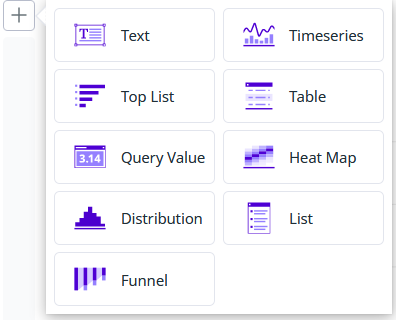 Text
Timeseries
Top List
Table
3.14
Query Value
Heat Map
Distribution
List
Funnel